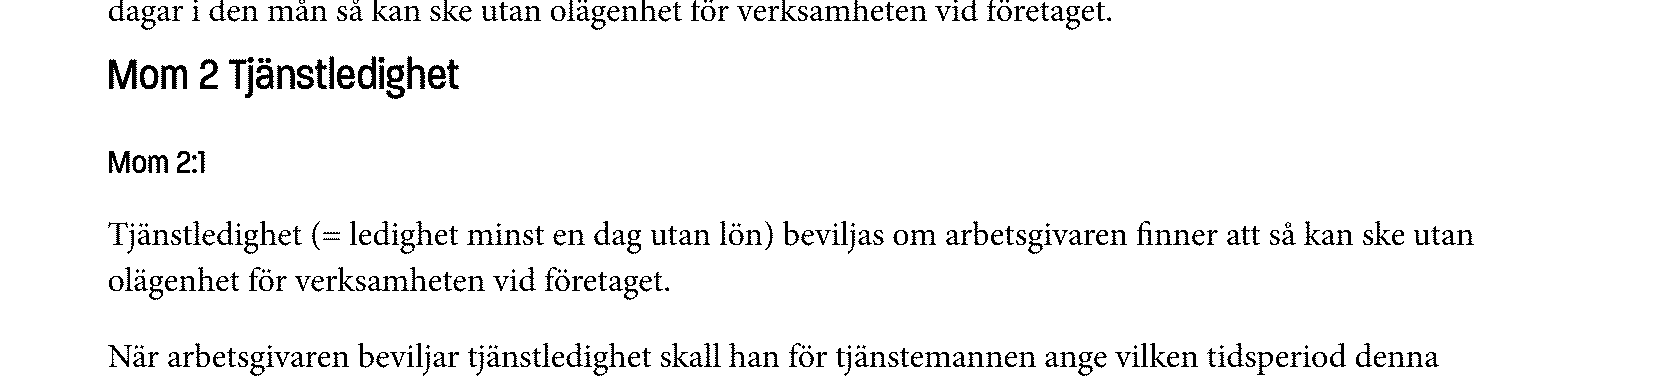 dagar i den mån så kan ske utan olägenhet för verksamheten vid företaget.
Mom 2 Tjänstledighet
Mom 2:1
Tjänstledighet (= ledighet minst en dag utan lön) beviljas om arbetsgivaren finner att så kan ske utan
olägenhet för verksamheten vid företaget.
När arbetsgivaren beviljar tjänstledighet skall han för tjänstemannen ange vilken tidsperiod denna